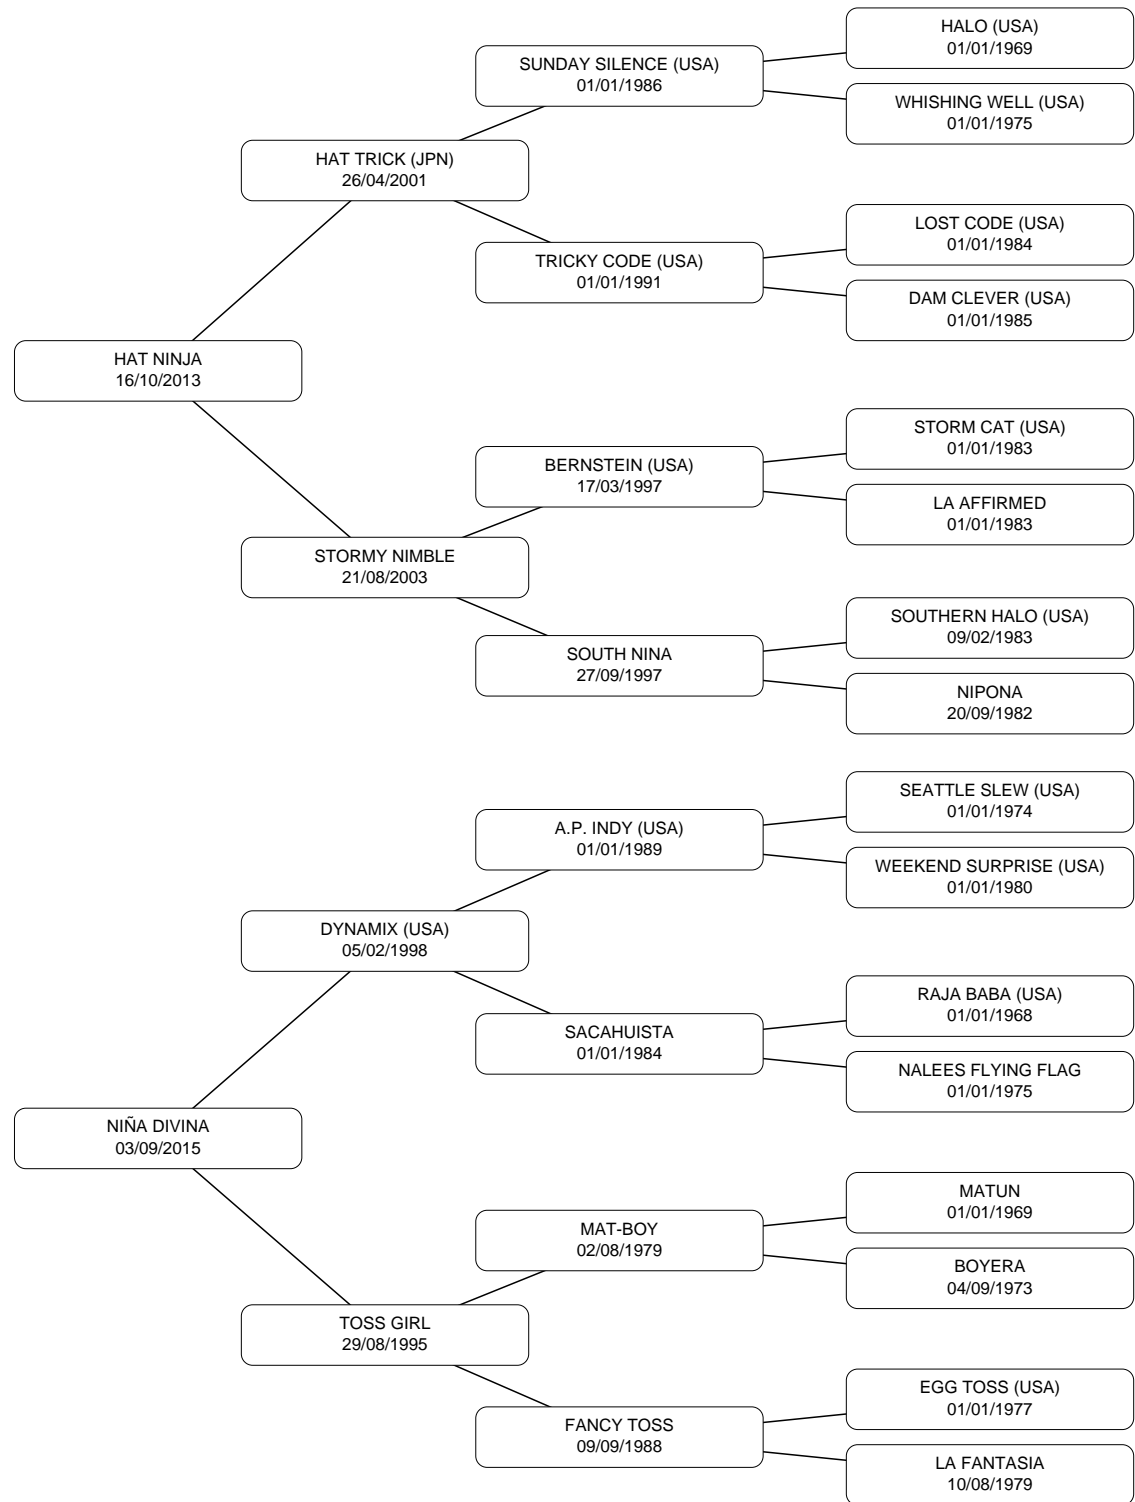 HALO (USA)
01/01/1969
SUNDAY SILENCE (USA)
01/01/1986
WHISHING WELL (USA)
01/01/1975
HAT TRICK (JPN)
26/04/2001
LOST CODE (USA)
01/01/1984
TRICKY CODE (USA)
01/01/1991
DAM CLEVER (USA)
01/01/1985
HAT NINJA
16/10/2013
STORM CAT (USA)
01/01/1983
BERNSTEIN (USA)
17/03/1997
LA AFFIRMED
01/01/1983
STORMY NIMBLE
21/08/2003
SOUTHERN HALO (USA)
09/02/1983
SOUTH NINA
27/09/1997
NIPONA
20/09/1982
SEATTLE SLEW (USA)
01/01/1974
A.P. INDY (USA)
01/01/1989
WEEKEND SURPRISE (USA)
01/01/1980
DYNAMIX (USA)
05/02/1998
RAJA BABA (USA)
01/01/1968
SACAHUISTA
01/01/1984
NALEES FLYING FLAG
01/01/1975
NIÑA DIVINA
03/09/2015
MATUN
01/01/1969
MAT-BOY
02/08/1979
BOYERA
04/09/1973
TOSS GIRL
29/08/1995
EGG TOSS (USA)
01/01/1977
FANCY TOSS
09/09/1988
LA FANTASIA
10/08/1979